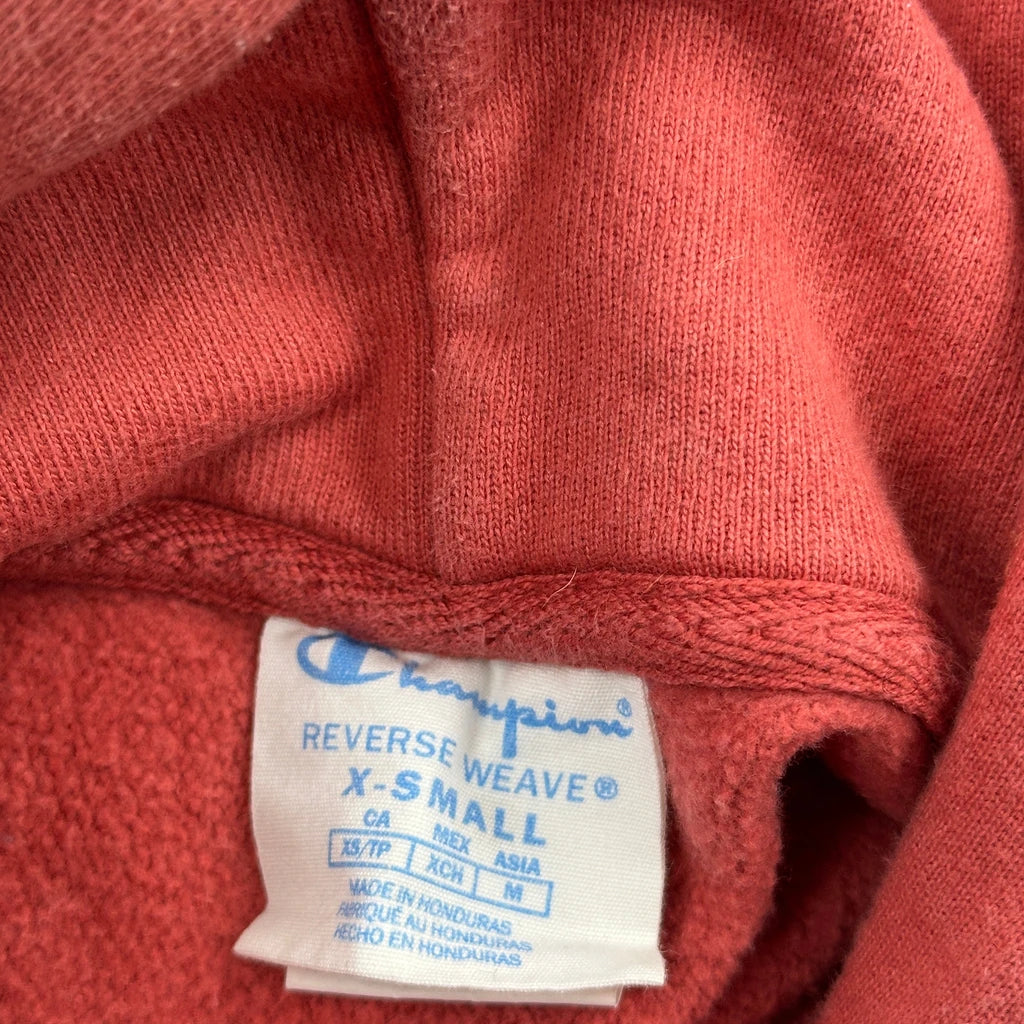 Champion®
REVERSE WEAVE®
X-SMALL
CA MEX ASIA
XS/TP XCH M
MADE IN HONDURAS
FABRIQUÉ AU HONDURAS
HECHO EN HONDURAS